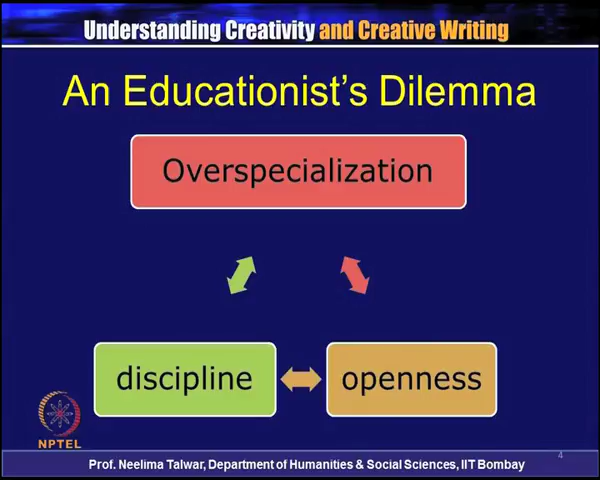 Understanding Creativity and Creative Writing
An Educationist's Dilemma
Overspecialization
discipline
openness
NPTEL
4
Prof. Neelima Talwar, Department of Humanities & Social Sciences, IIT Bombay